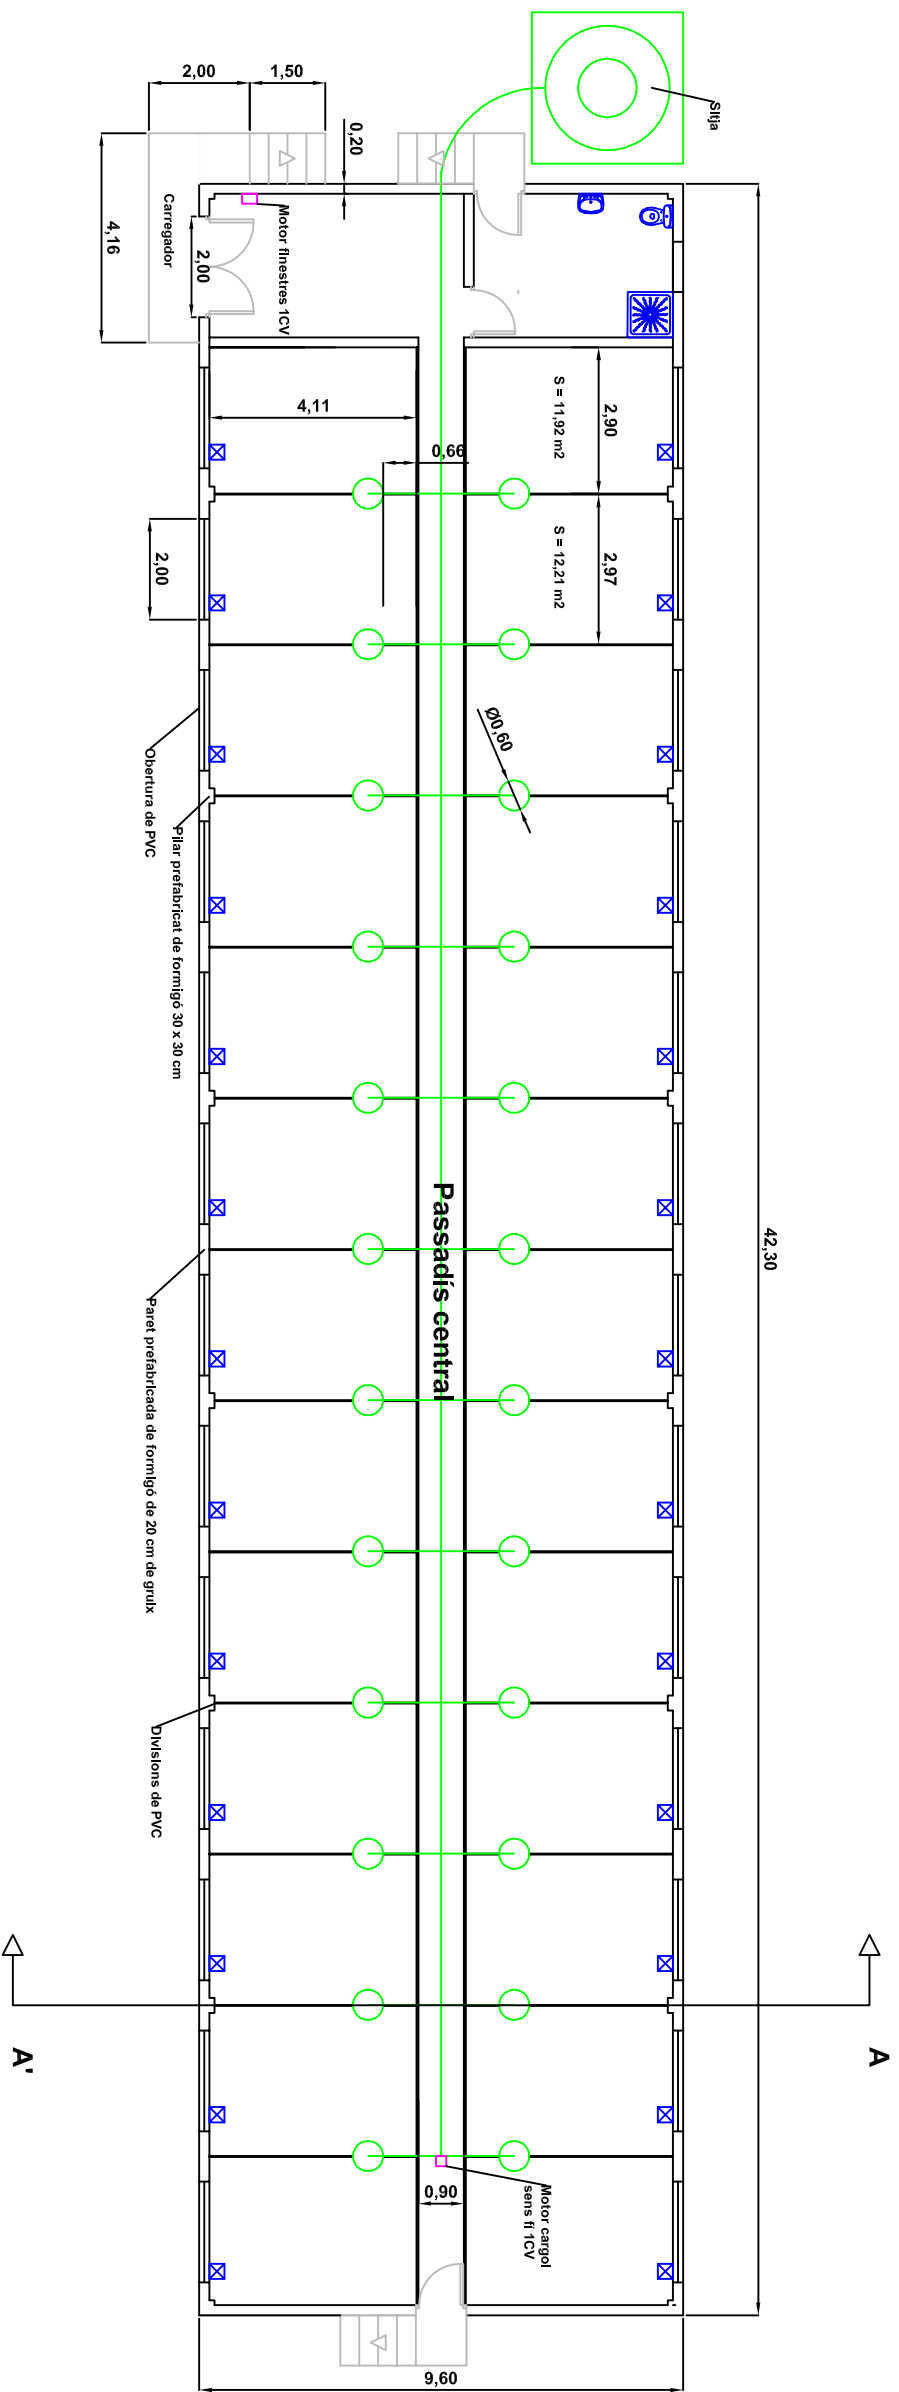 Sitja
2,00
1,50
0,20
4,16
Carregador
2,00
Motor finestres 1CV
4,11
0,66
S = 11,92 m2
2,90
S = 12,21 m2
2,97
2,00
Ø0,60
Obertura de PVC
Pilar prefabricat de formigó 30 x 30 cm
Passadís central
42,30
Paret prefabricada de formigó de 20 cm de gruix
Divisions de PVC
A'
A
Motor cargol
sens fi 1CV
0,90
9,60